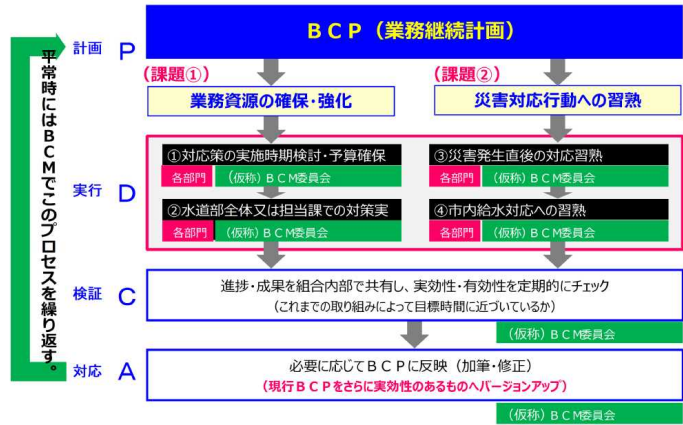 計画 P
BCP(業務継続計画)
(課題①)
(課題②)
業務資源の確保・強化
災害対応行動への習熟
実行 D
①対応策の実施時期検討・予算確保
各部門 (仮称)BCM委員会
②水道部全体又は担当課での対策実
各部門 (仮称)BCM委員会
③災害発生直後の対応習熟
各部門 (仮称)BCM委員会
④市内給水対応への習熟
各部門 (仮称)BCM委員会
検証 C
進捗・成果を組合内部で共有し、実効性・有効性を定期的にチェック
(これまでの取り組みによって目標時間に近づいているか)
(仮称)BCM委員会
対応 A
必要に応じてBCPに反映(加筆・修正)
(現行BCPをさらに実効性のあるものへバージョンアップ)
(仮称)BCM委員会
平常時にはBCMでこのプロセスを繰り返す。